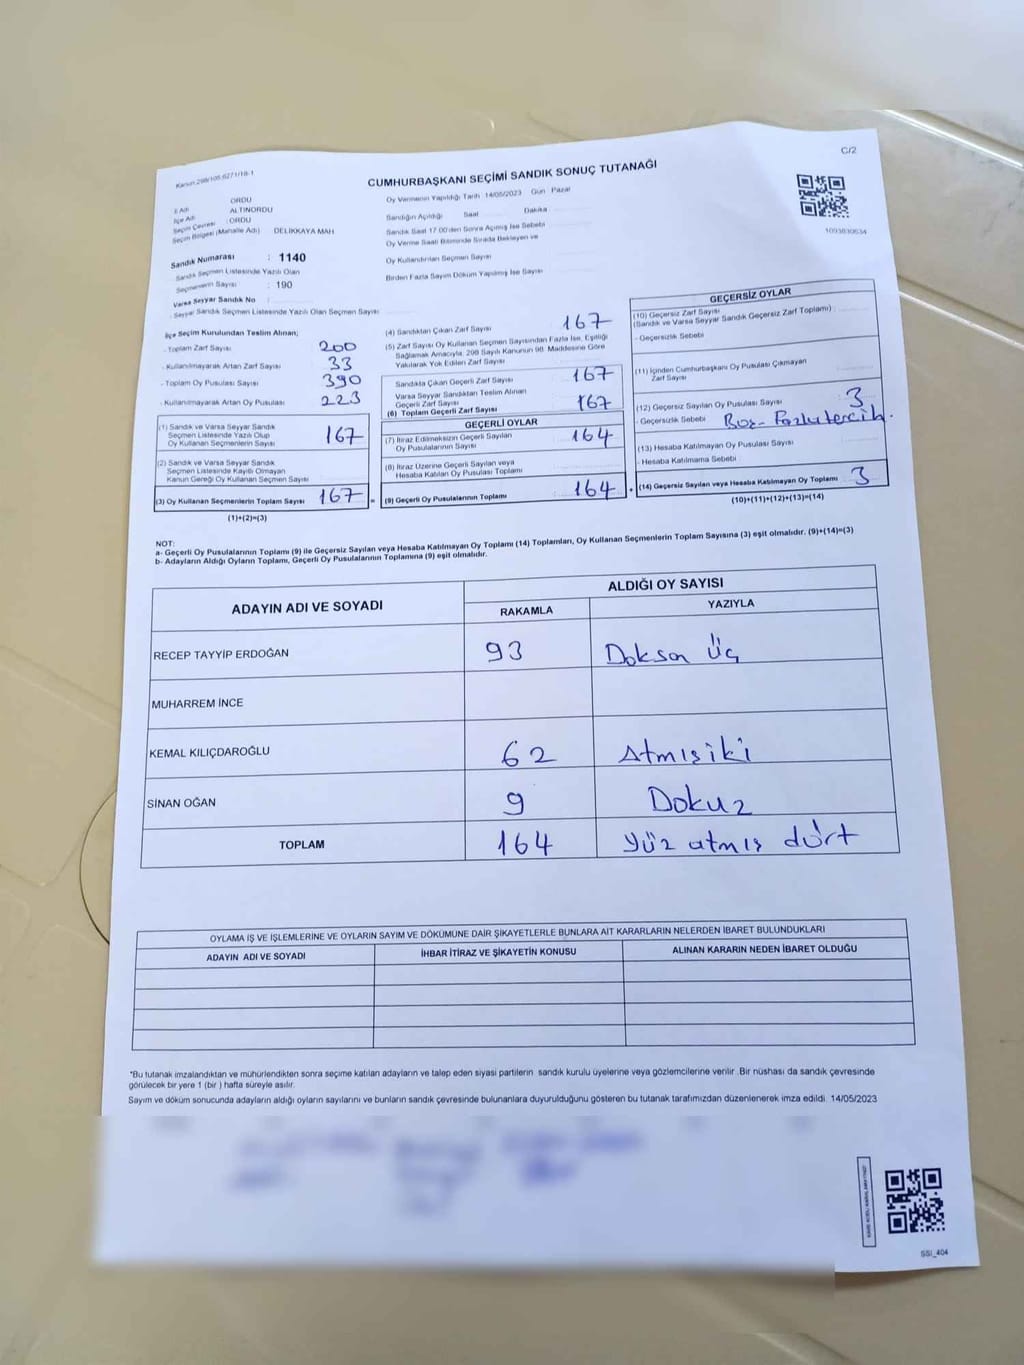 Kanun:298/105-6271/18-1
C/2
CUMHURBAŞKANI SEÇİMİ SANDIK SONUÇ TUTANAĞI
İl Adı : ORDU
İlçe Adı : ALTINORDU
Seçim Çevresi : ORDU
Seçim Bölgesi (Mahalle Adı) DELİKKAYA MAH.
Sandık Numarası : 1140
Sandık Seçmen Listesinde Yazılı Olan
Seçmenlerin Sayısı : 190
Varsa Seyyar Sandık No :
- Seyyar Sandık Seçmen Listesinde Yazılı Olan Seçmen Sayısı
Oy Vermenin Yapıldığı Tarih 14/05/2023 Gün Pazar
Sandığın Açıldığı Saat Dakika
Sandık Saat 17.00'den Sonra Açılmış İse Sebebi
Oy Verme Saati Bitiminde Sırada Bekleyen ve
Oy Kullandırılan Seçmen Sayısı
Birden Fazla Sayım Döküm Yapılmış İse Sayısı
1093830634
İlçe Seçim Kurulundan Teslim Alınan;
- Toplam Zarf Sayısı 200
- Kullanılmayarak Artan Zarf Sayısı 33
- Toplam Oy Pusulası Sayısı 390
- Kullanılmayarak Artan Oy Pusulası 223
(1) Sandık ve Varsa Seyyar Sandık
Seçmen Listesinde Yazılı Olup
Oy Kullanan Seçmenlerin Sayısı 167
(2) Sandık ve Varsa Seyyar Sandık
Seçmen Listesinde Kayıtlı Olmayan
Kanun Gereği Oy Kullanan Seçmen Sayısı
(3) Oy Kullanan Seçmenlerin Toplam Sayısı 167 =
(1)+(2)=(3)
(4) Sandıktan Çıkan Zarf Sayısı 167
(5) Zarf Sayısı Oy Kullanan Seçmen Sayısından Fazla İse, Eşitliği
Sağlamak Amacıyla, 298 Sayılı Kanunun 98. Maddesine Göre
Yakılarak Yok Edilen Zarf Sayısı
Sandıkta Çıkan Geçerli Zarf Sayısı 167
Varsa Seyyar Sandıktan Teslim Alınan
Geçerli Zarf Sayısı
(6) Toplam Geçerli Zarf Sayısı 167
GEÇERLİ OYLAR
(7) İtiraz Edilmeksizin Geçerli Sayılan
Oy Pusulalarının Sayısı 164
(8) İtiraz Üzerine Geçerli Sayılan veya
Hesaba Katılan Oy Pusulası Toplamı
(9) Geçerli Oy Pusulalarının Toplamı 164 +
GEÇERSİZ OYLAR
(10) Geçersiz Zarf Sayısı
(Sandık ve Varsa Seyyar Sandık Geçersiz Zarf Toplamı) :
- Geçersizlik Sebebi
(11) İçinden Cumhurbaşkanı Oy Pusulası Çıkmayan
Zarf Sayısı
(12) Geçersiz Sayılan Oy Pusulası Sayısı 3
- Geçersizlik Sebebi Boş - Fazla tercih.
(13) Hesaba Katılmayan Oy Pusulası Sayısı
- Hesaba Katılmama Sebebi
(14) Geçersiz Sayılan veya Hesaba Katılmayan Oy Toplamı 3
(10)+(11)+(12)+(13)=(14)
NOT:
a- Geçerli Oy Pusulalarının Toplamı (9) ile Geçersiz Sayılan veya Hesaba Katılmayan Oy Toplamı (14) Toplamları, Oy Kullanan Seçmenlerin Toplam Sayısına (3) eşit olmalıdır. (9)+(14)=(3)
b- Adayların Aldığı Oyların Toplamı, Geçerli Oy Pusulalarının Toplamına (9) eşit olmalıdır.
ADAYIN ADI VE SOYADI ALDIĞI OY SAYISI
RAKAMLA YAZIYLA
RECEP TAYYİP ERDOĞAN 93 Doksan Üç
MUHARREM İNCE
KEMAL KILIÇDAROĞLU 62 Atmışiki
SİNAN OĞAN 9 Dokuz
TOPLAM 164 Yüz atmış dört
OYLAMA İŞ VE İŞLEMLERİNE VE OYLARIN SAYIM VE DÖKÜMÜNE DAİR ŞİKAYETLERLE BUNLARA AİT KARARLARIN NELERDEN İBARET BULUNDUKLARI
ADAYIN ADI VE SOYADI İHBAR İTİRAZ VE ŞİKAYETİN KONUSU ALINAN KARARIN NEDEN İBARET OLDUĞU
*Bu tutanak imzalandıktan ve mühürlendikten sonra seçime katılan adayların ve talep eden siyasi partilerin sandık kurulu üyelerine veya gözlemcilerine verilir .Bir nüshası da sandık çevresinde
görülecek bir yere 1 (bir ) hafta süreyle asılır.
Sayım ve döküm sonucunda adayların aldığı oyların sayılarını ve bunların sandık çevresinde bulunanlara duyurulduğunu gösteren bu tutanak tarafımızdan düzenlenerek imza edildi. 14/05/2023
SSI_404